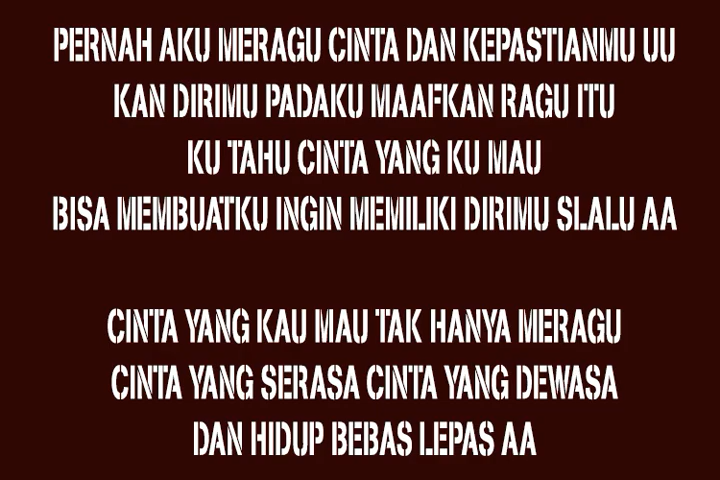 PERNAH AKU MERAGU CINTA DAN KEPASTIANMU UU
KAN DIRIMU PADAKU MAAFKAN RAGU ITU
KU TAHU CINTA YANG KU MAU
BISA MEMBUATKU INGIN MEMILIKI DIRIMU SLALU AA
CINTA YANG KAU MAU TAK HANYA MERAGU
CINTA YANG SERASA CINTA YANG DEWASA
DAN HIDUP BEBAS LEPAS AA